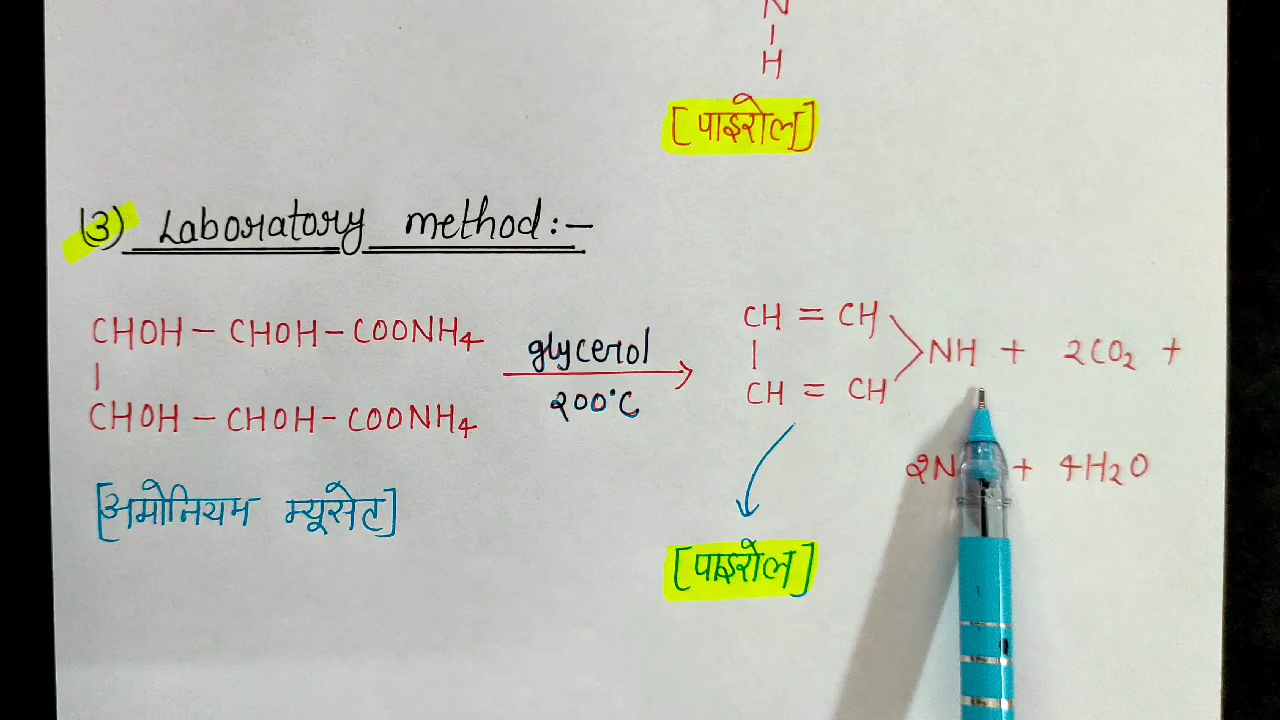 N
H
[पाइरोल]
(3) Laboratory method:-
CHOH - CHOH - COONH4
CHOH - CHOH - COONH4
[अमोनियम म्यूसेट]
glycerol
200°C
CH = CH
NH + 2CO2 +
CH = CH
2N + 4H2O
[पाइरोल]